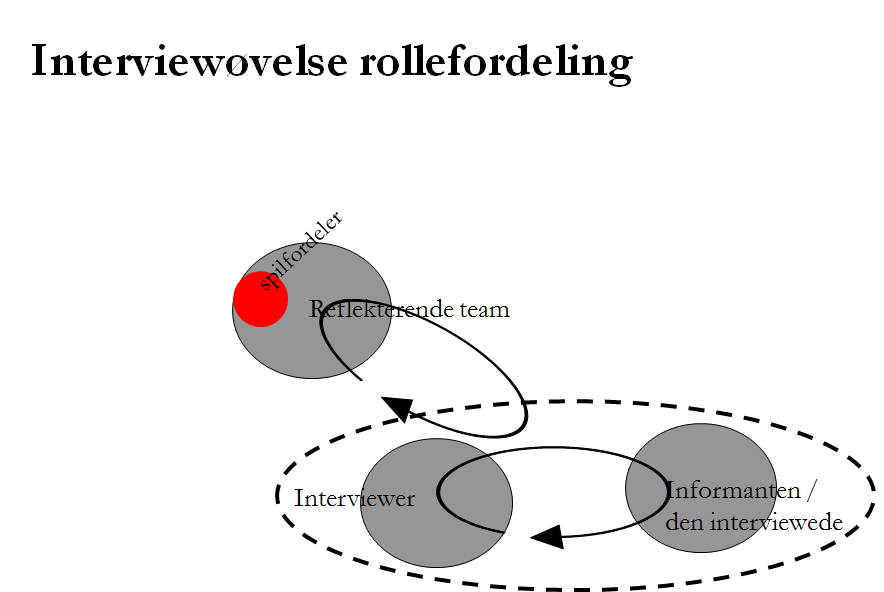 Interviewøvelse rollefordeling
spilfordeler
Reflekterende team
Interviewer
Informanten /
den interviewede